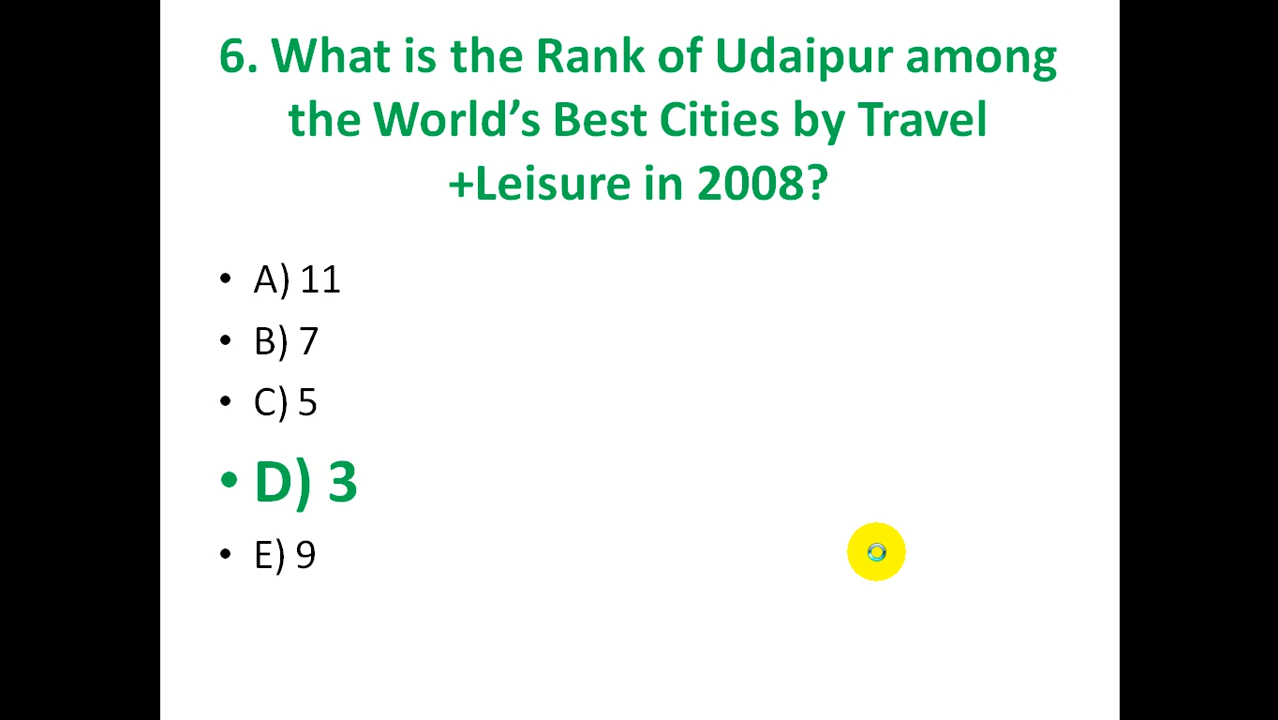 6. What is the Rank of Udaipur among
the World’s Best Cities by Travel
+Leisure in 2008?
• A) 11
• B) 7
• C) 5
• D) 3
• E) 9